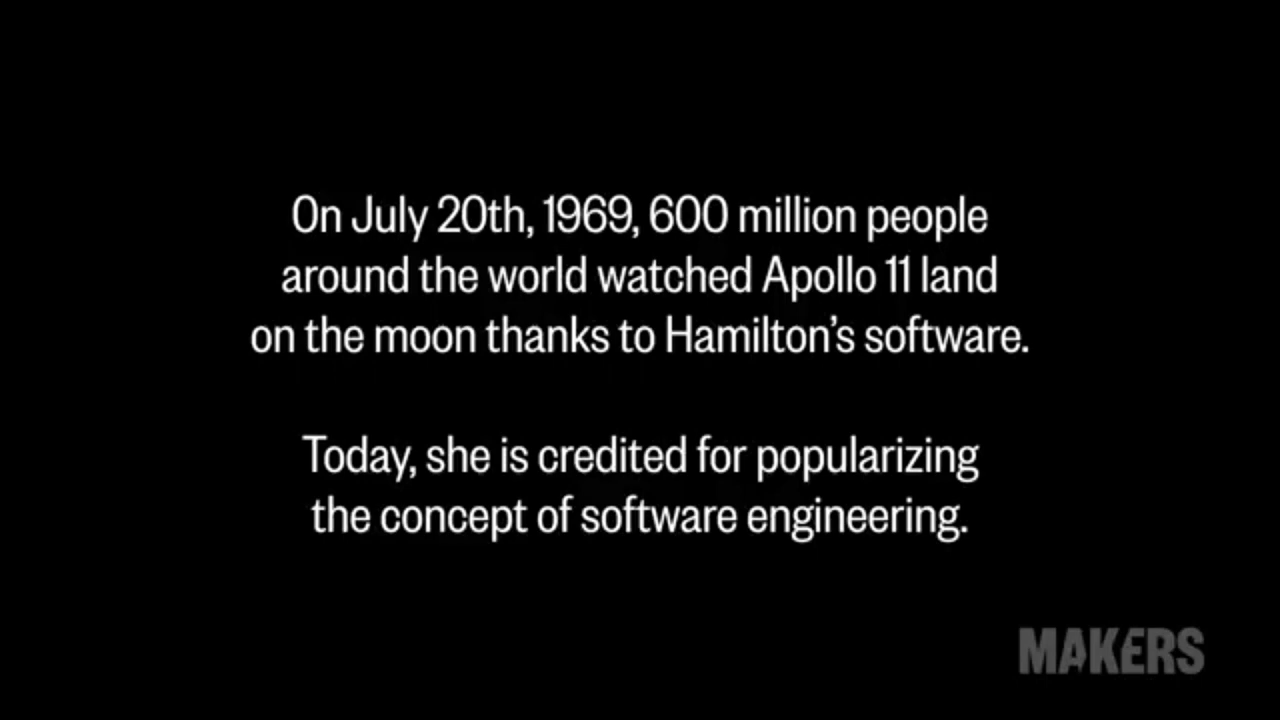 On July 20th, 1969, 600 million people
around the world watched Apollo 11 land
on the moon thanks to Hamilton’s software.
Today, she is credited for popularizing
the concept of software engineering.
MAKERS